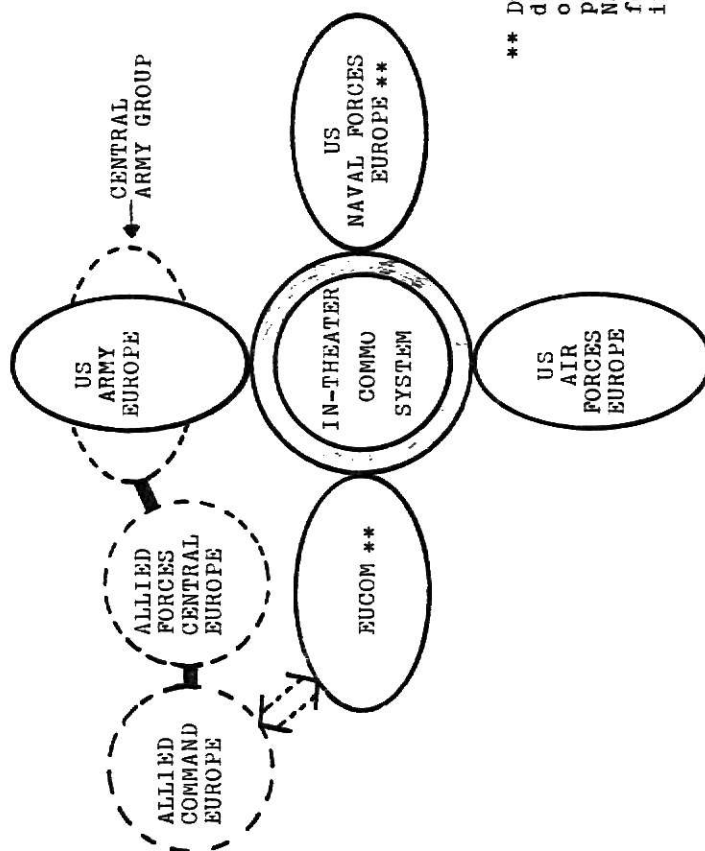 CENTRAL
ARMY GROUP
US
ARMY
EUROPE
ALLIED
FORCES
CENTRAL
EUROPE
ALLIED
COMMAND
EUROPE
US
NAVAL FORCES
EUROPE **
IN-THEATER
COMMO
SYSTEM
EUCOM **
US
AIR
FORCES
EUROPE
**